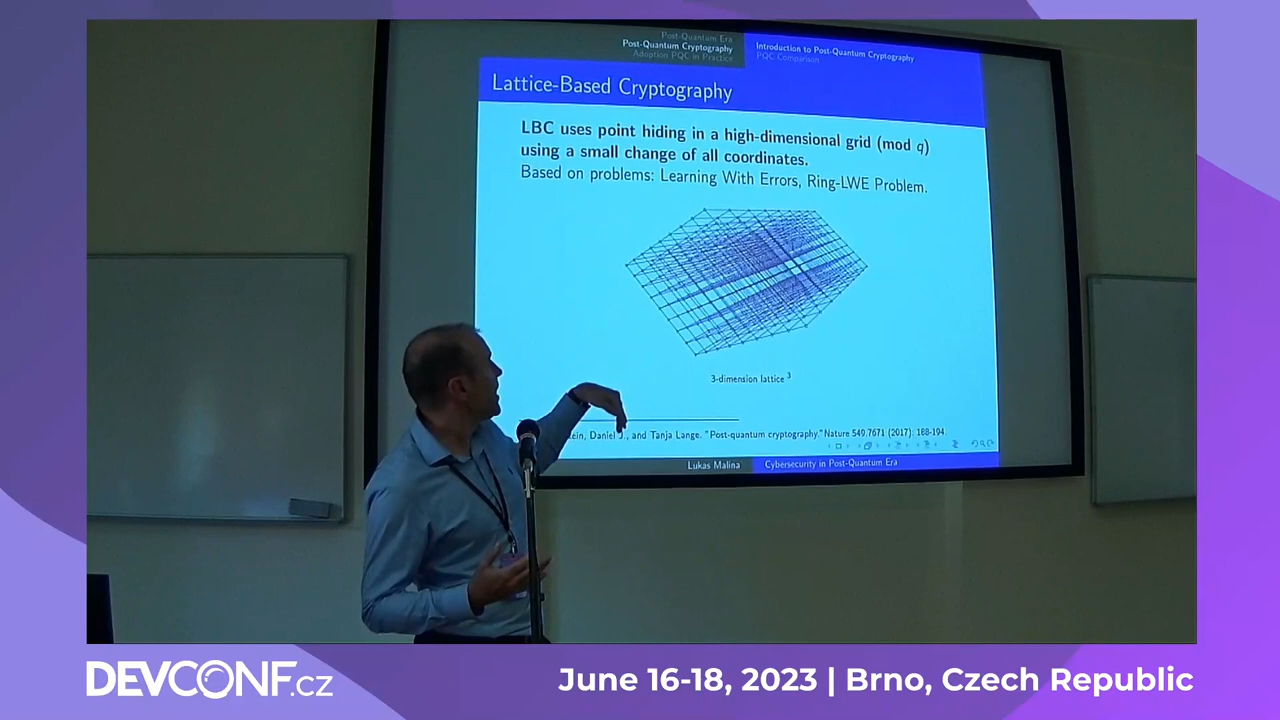 Post-Quantum Era
Post-Quantum Cryptography
Adoption PQC in Practice
Introduction to Post-Quantum Cryptography
PQC Comparison
Lattice-Based Cryptography
LBC uses point hiding in a high-dimensional grid (mod q)
using a small change of all coordinates.
Based on problems: Learning With Errors, Ring-LWE Problem.
3-dimension lattice 3
Daniel J., and Tanja Lange. "Post-quantum cryptography." Nature 549.7671 (2017): 188-194.
Lukas Malina
Cybersecurity in Post-Quantum Era
DEVCONF.cz
June 16-18, 2023 | Brno, Czech Republic